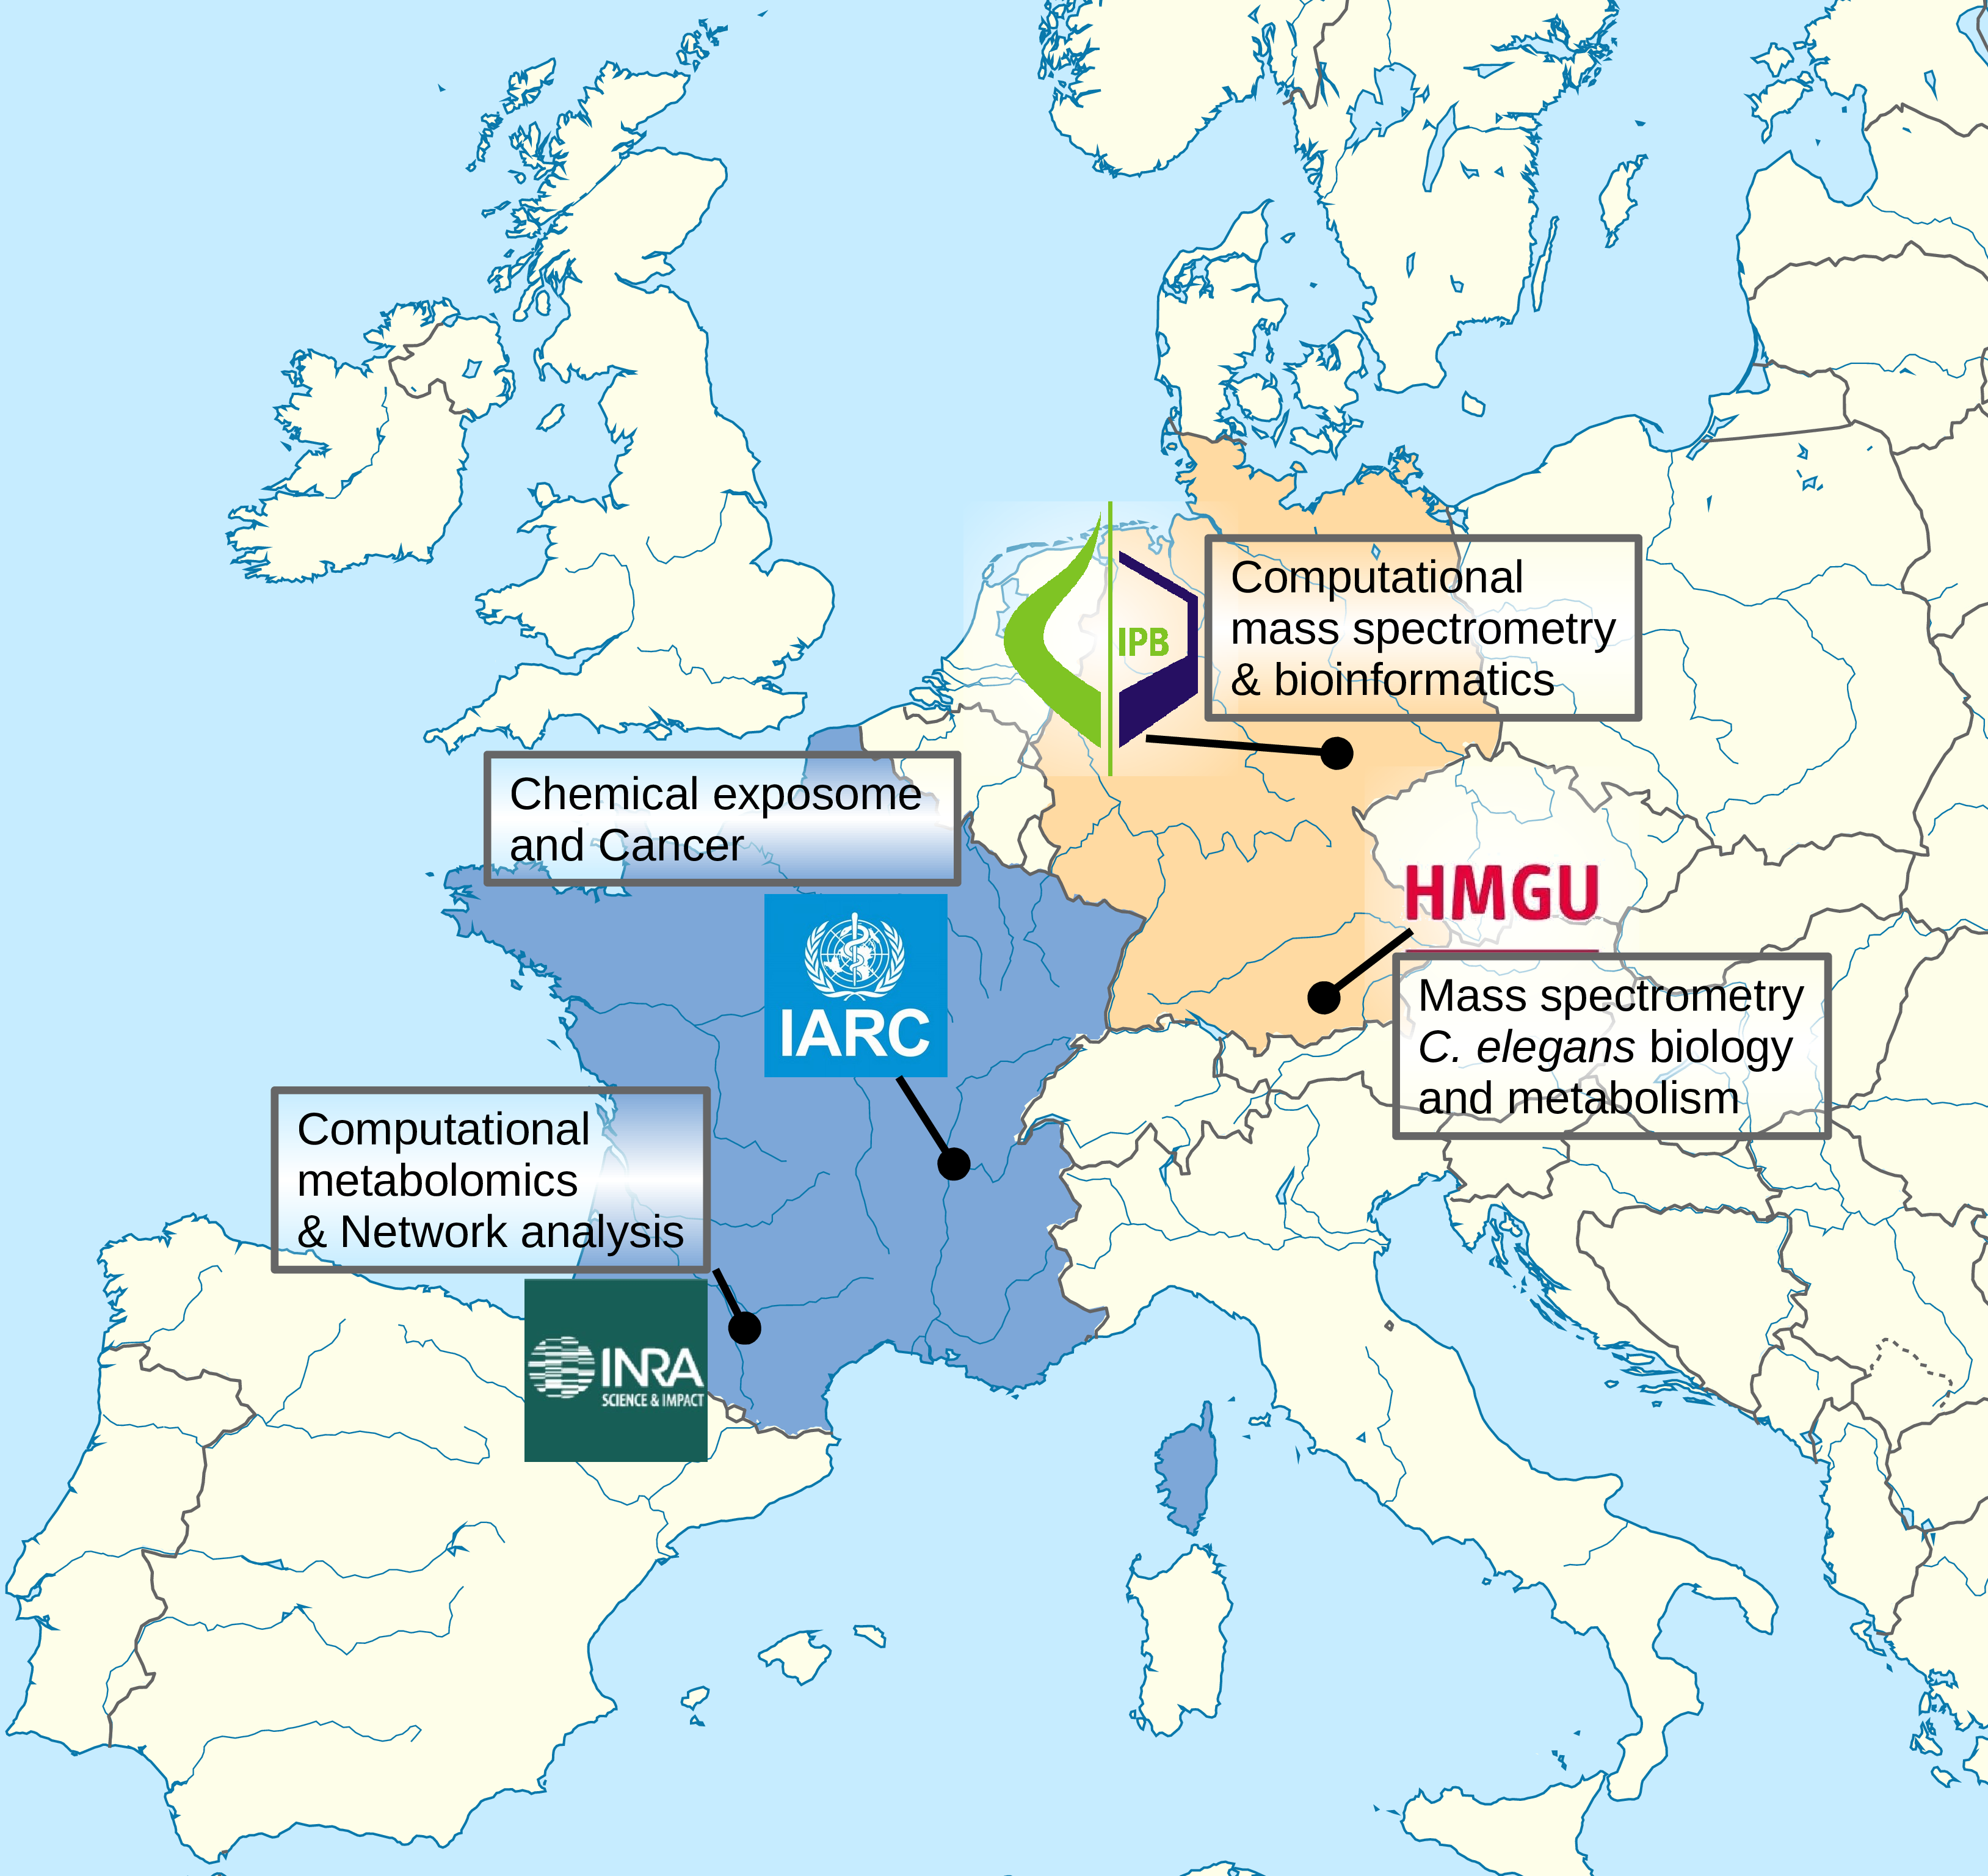 Computational
mass spectrometry
& bioinformatics
IPB
Chemical exposome
and Cancer
HMGU
IARC
Mass spectrometry
C. elegans biology
and metabolism
Computational
metabolomics
& Network analysis
INRA
SCIENCE & IMPACT